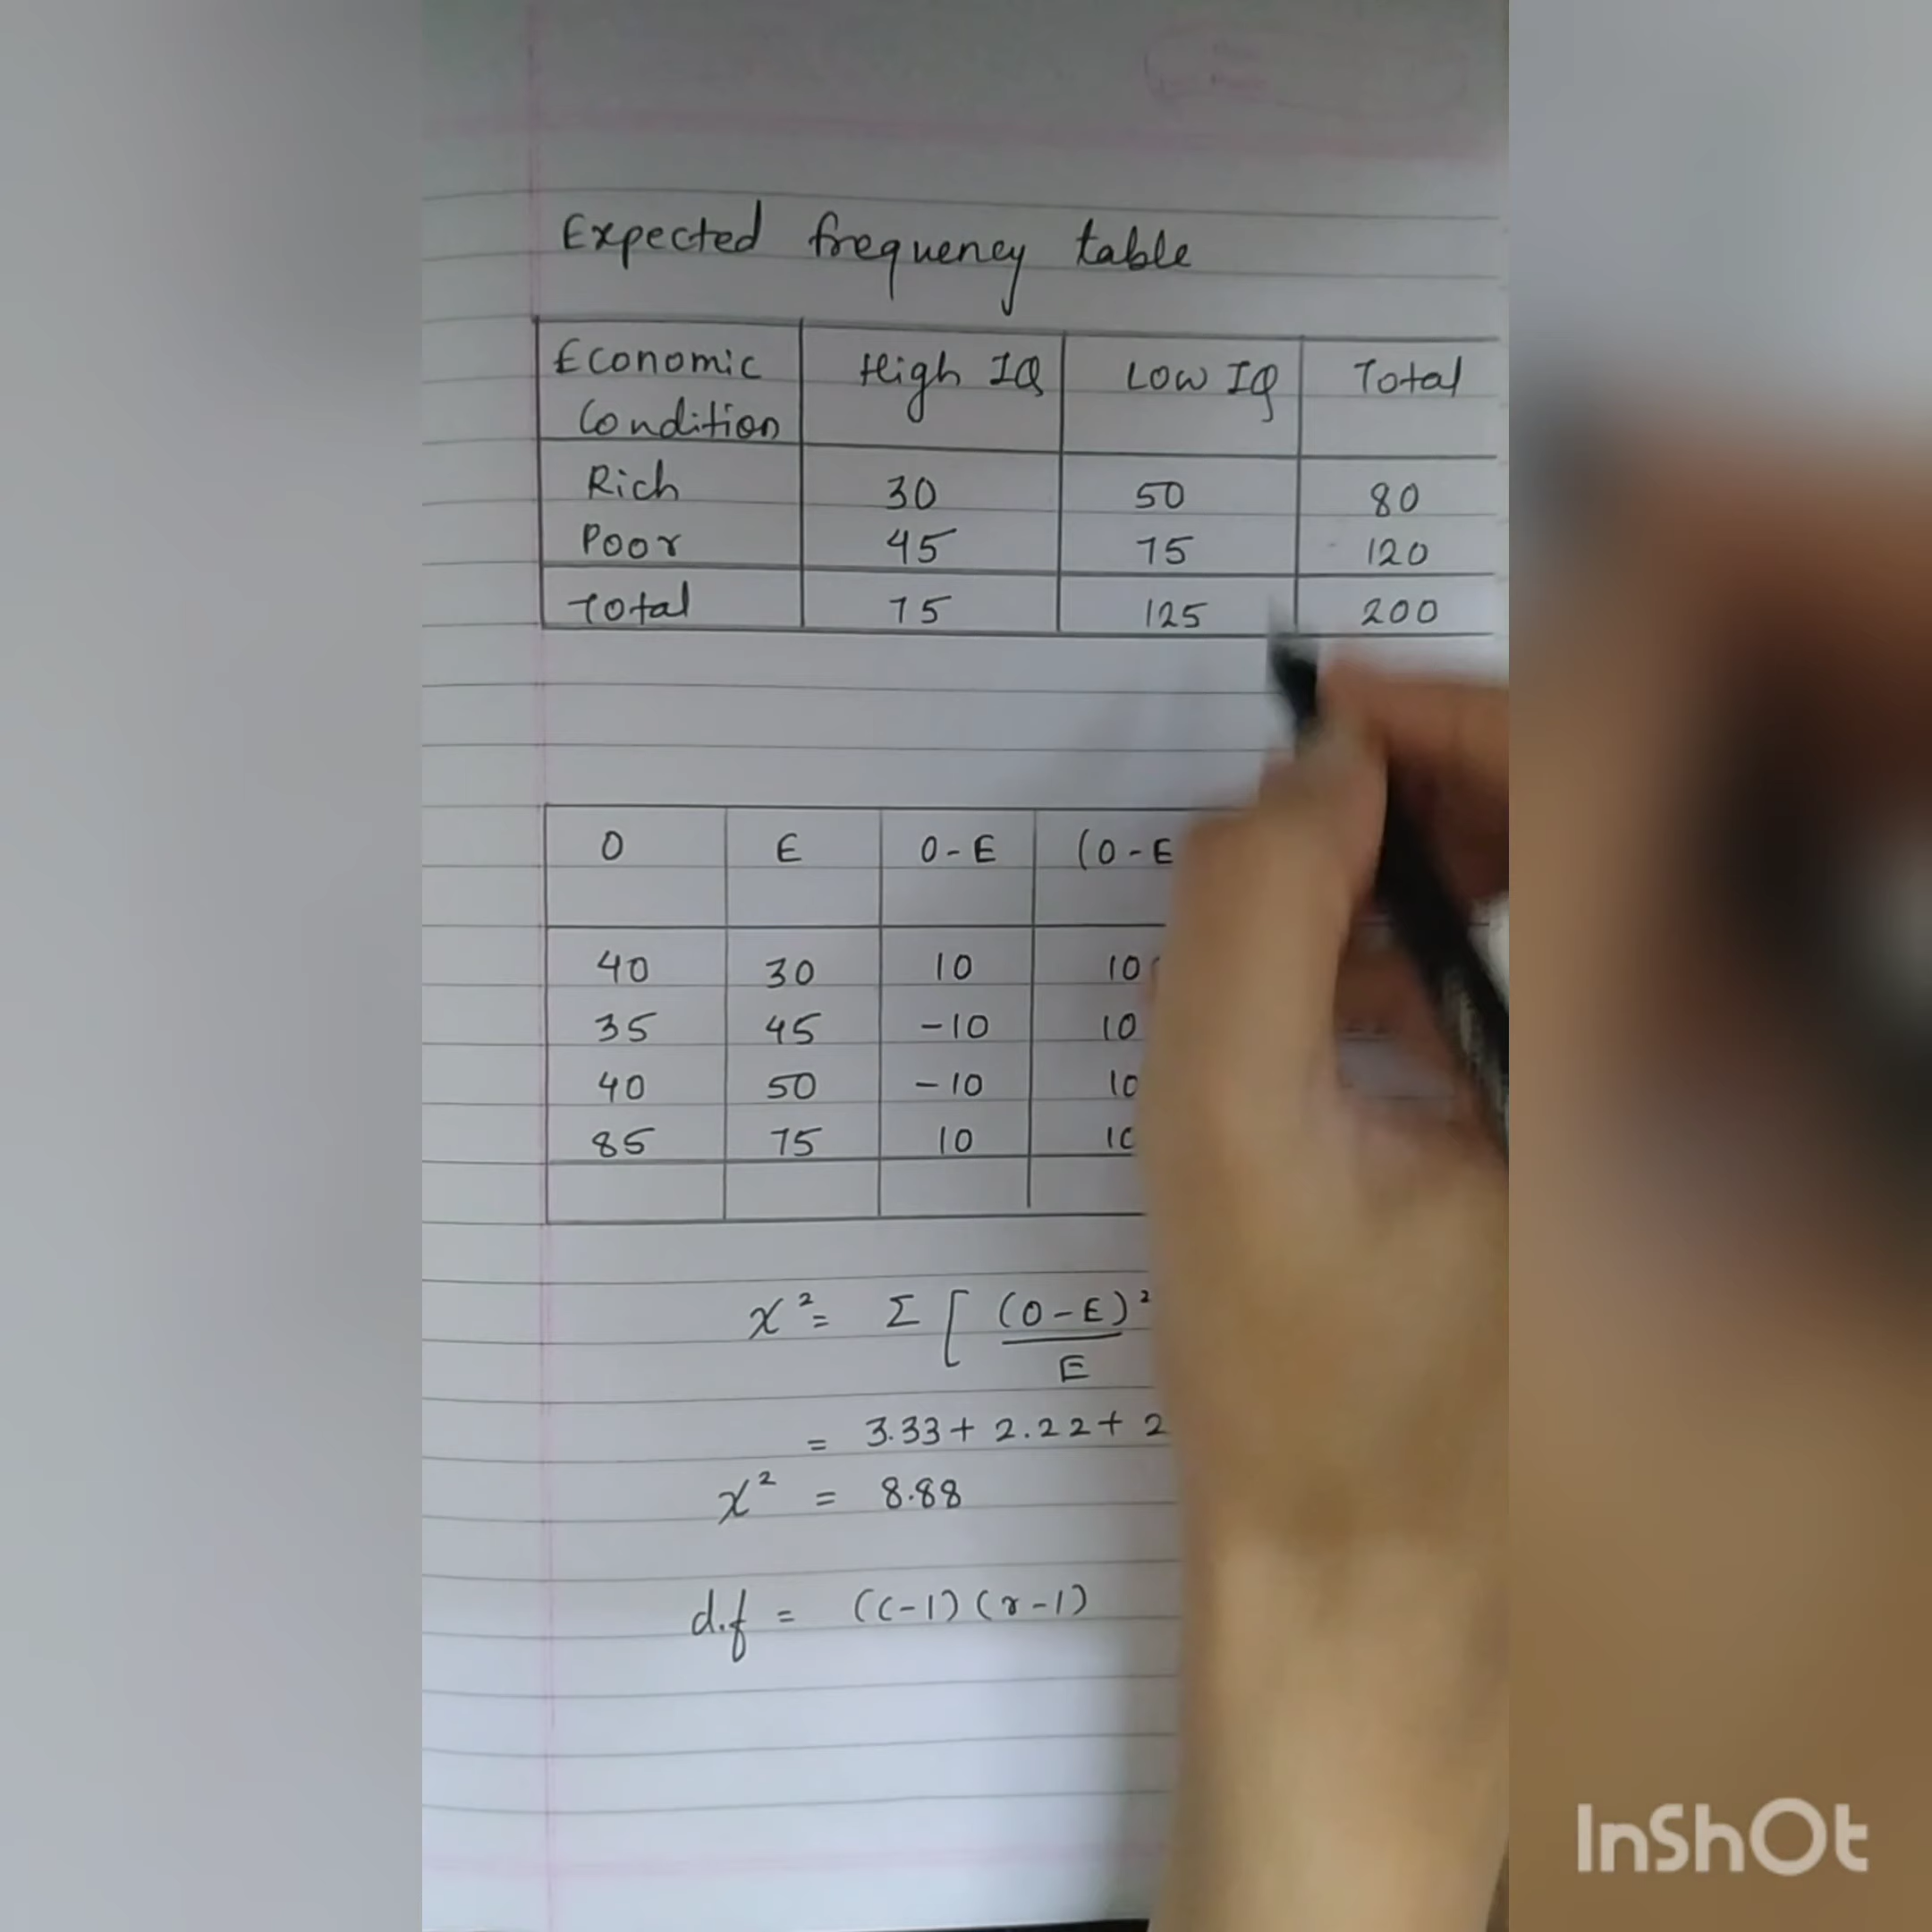 Expected frequency table
Economic Condition High IQ Low IQ Total
Rich 30 50 80
Poor 45 75 120
Total 75 125 200
O E O-E (O-E
40 30 10
35 45 -10
40 50 -10
85 75 10
χ² = Σ [ (O-E)²
E
= 3.33 + 2.22 + 2
χ² = 8.88
d.f = (c-1)(r-1)
InShOt